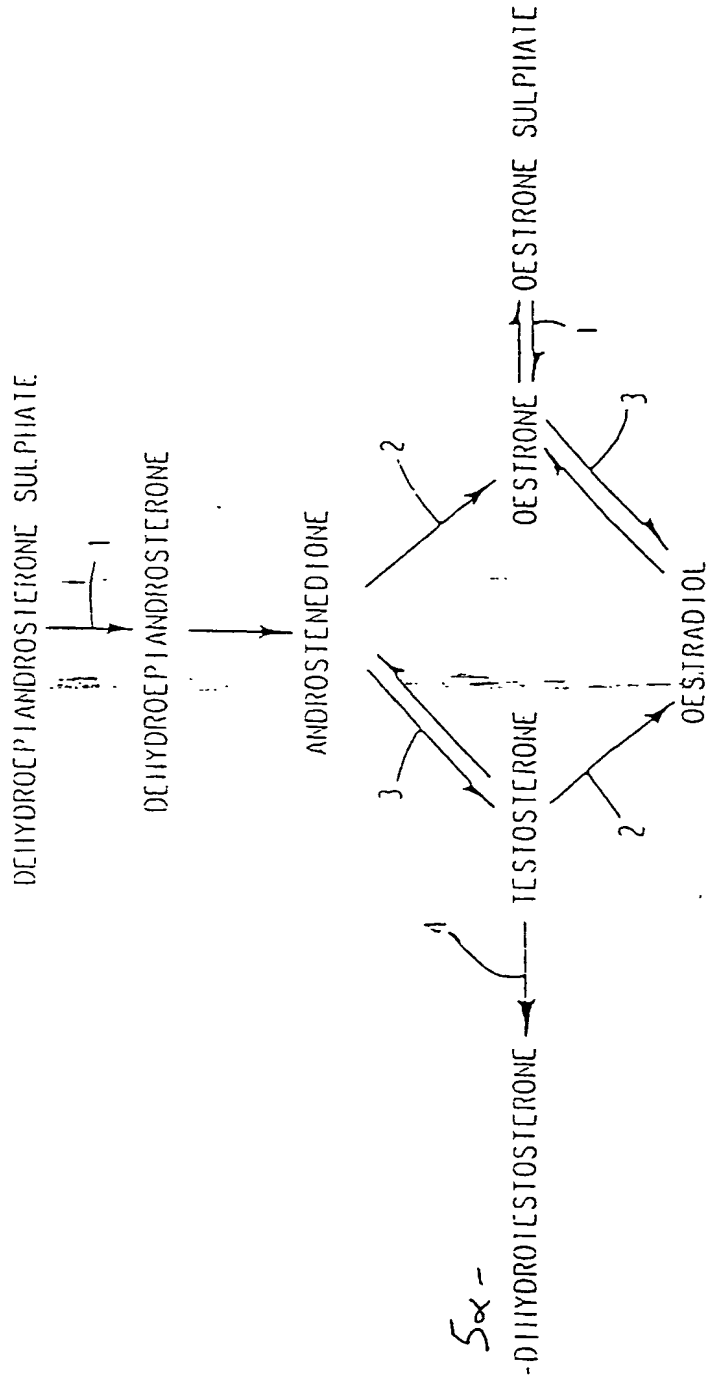 DEHYDROEPIANDROSTERONE SULPHATE
1
DEHYDROEPIANDROSTERONE
ANDROSTENEDIONE
3
2
5α-
-DIHYDROTESTOSTERONE
4
TESTOSTERONE
OESTRONE
1
OESTRONE SULPHATE
2
3
OESTRADIOL